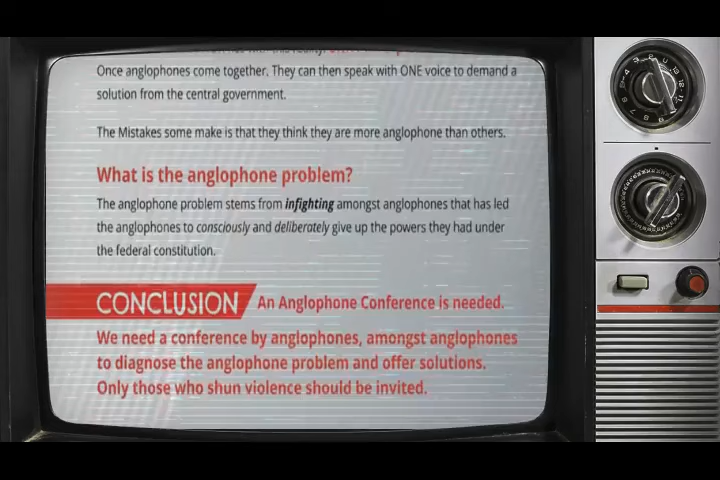 Once anglophones come together. They can then speak with ONE voice to demand a
solution from the central government.
The Mistakes some make is that they think they are more anglophone than others.
What is the anglophone problem?
The anglophone problem stems from infighting amongst anglophones that has led
the anglophones to consciously and deliberately give up the powers they had under
the federal constitution.
CONCLUSION An Anglophone Conference is needed.
We need a conference by anglophones, amongst anglophones
to diagnose the anglophone problem and offer solutions.
Only those who shun violence should be invited.